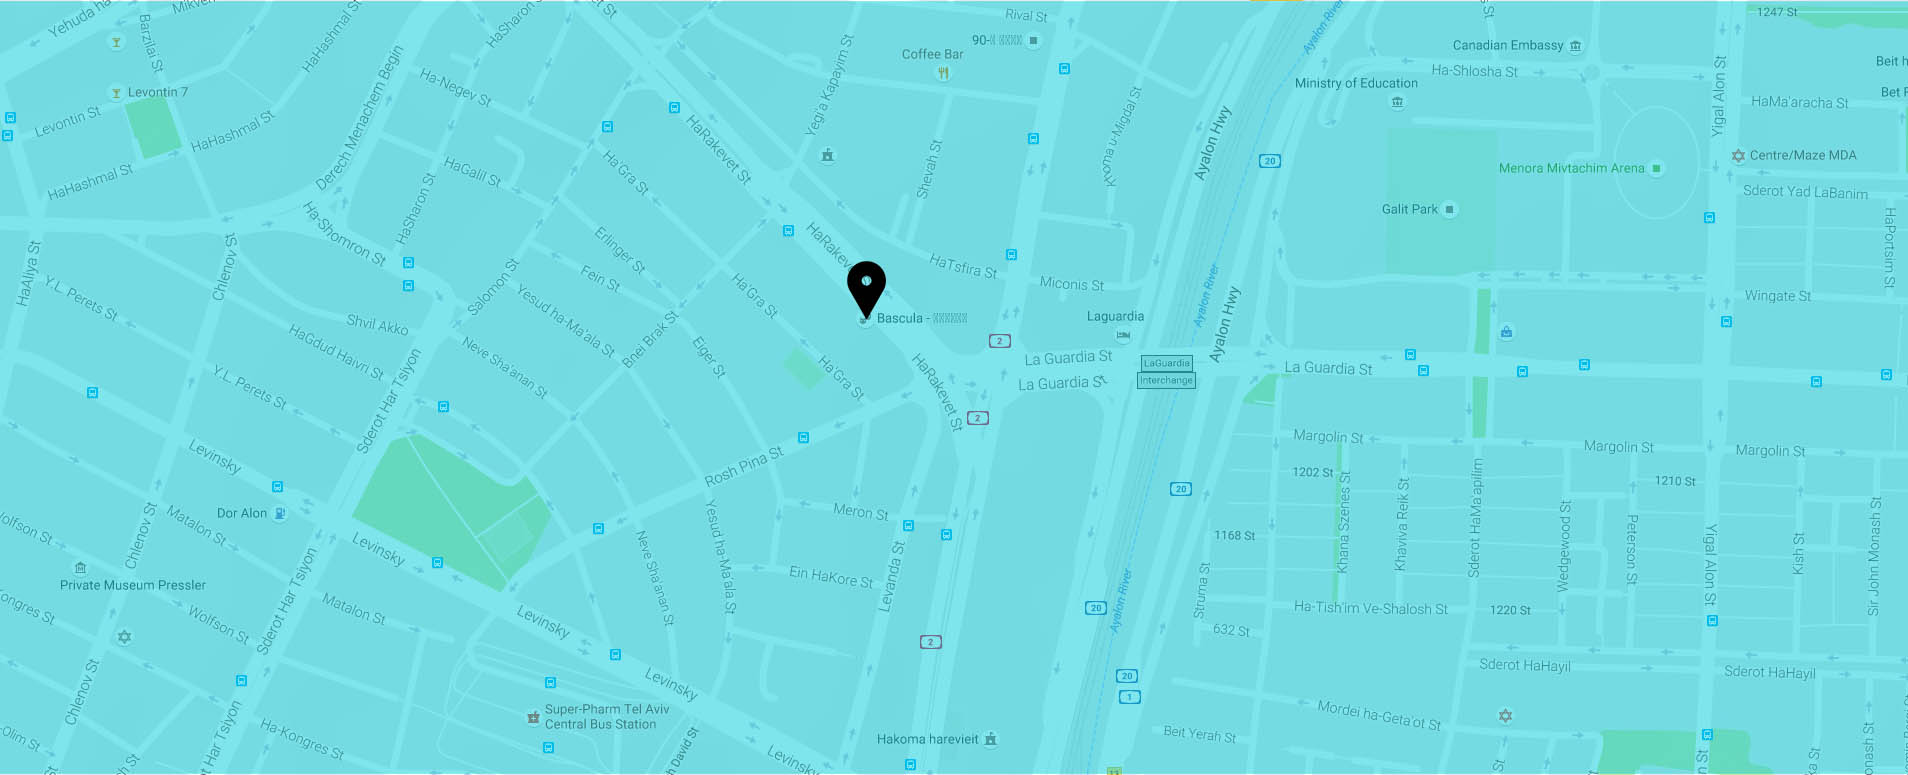 Yehuda ha
Mikveh
Barzilai St
HaHashmal St
HaSharon St
Rival St
90-
Coffee Bar
Canadian Embassy
1247 St
Ayalon River
Ha-Shlosha St
Beit h
Ministry of Education
Bet F
Levontin 7
Levontin St
HaHashmal St
HaHashmal St
Derech Menachem Begin
Ha-Negev St
HaRakevet St
Yegi'a Kapayim St
Khoma u-Migdal St
Ayalon Hwy
20
Yigal Alon St
HaMa'aracha St
Centre/Maze MDA
Menora Mivtachim Arena
Sderot Yad LaBanim
Galit Park
HaPortsim St
HaGalil St
Ha'Gra St
Shevah St
HaSharon St
Ha-Shomron St
HaAliya St
Chlenov St
Erlinger St
Fein St
Salomon St
HaRakevet
HaTsfira St
Miconis St
Wingate St
Y.L. Perets St
Shvil Akko
HaGdud Haivri St
Yesud ha-Ma'ala St
Ha'Gra St
Bascula -
Laguardia
Ayalon River
Ayalon Hwy
2
La Guardia St
LaGuardia
Interchange
La Guardia St
La Guardia St
Bnei Brak St
Eiger St
Ha'Gra St
HaRakevet St
Neve Sha'anan St
Y.L. Perets St
Sderot Har Tsiyon
2
Margolin St
Margolin St
Margolin St
Levinsky
Rosh Pina St
1202 St
1210 St
20
Dor Alon
Meron St
Matalon St
Wolfson St
Chlenov St
Levinsky
Neve Sha'anan St
Yesud ha-Ma'ala St
1168 St
Khana Szenes St
Khaviva Reik St
Sderot HaMa'apilim
Wedgewood St
Peterson St
Yigal Alon St
Kish St
Sir John Monash St
Private Museum Pressler
Ein HaKore St
Levanda St
Struma St
20
Ayalon River
Ha-Tish'im Ve-Shalosh St
1220 St
ongres St
Wolfson St
Sderot Har Tsiyon
Matalon St
Levinsky
632 St
2
Sderot HaHayil
Sderot HaHayil
20
1
Chlenov St
Levinsky
Super-Pharm Tel Aviv
Central Bus Station
Mordei ha-Geta'ot St
Beit Yerah St
Hakoma harevieit
-Olim St
Ha-Kongres St
ot Har Tsiyon
h David St
Levinsky
13